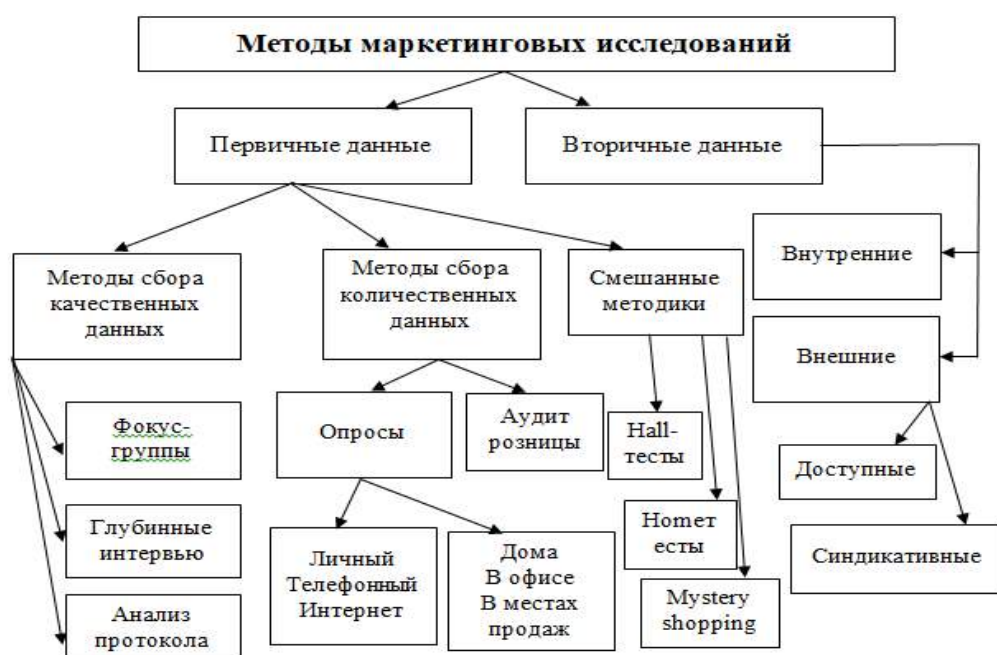 Методы маркетинговых исследований
Первичные данные
Вторичные данные
Методы сбора
качественных
данных
Методы сбора
количественных
данных
Смешанные
методики
Внутренние
Внешние
Фокус-
группы
Глубинные
интервью
Анализ
протокола
Опросы
Аудит
розницы
Личный
Телефонный
Интернет
Дома
В офисе
В местах
продаж
Hall-
тесты
Homeт
есты
Mystery
shopping
Доступные
Синдикативные